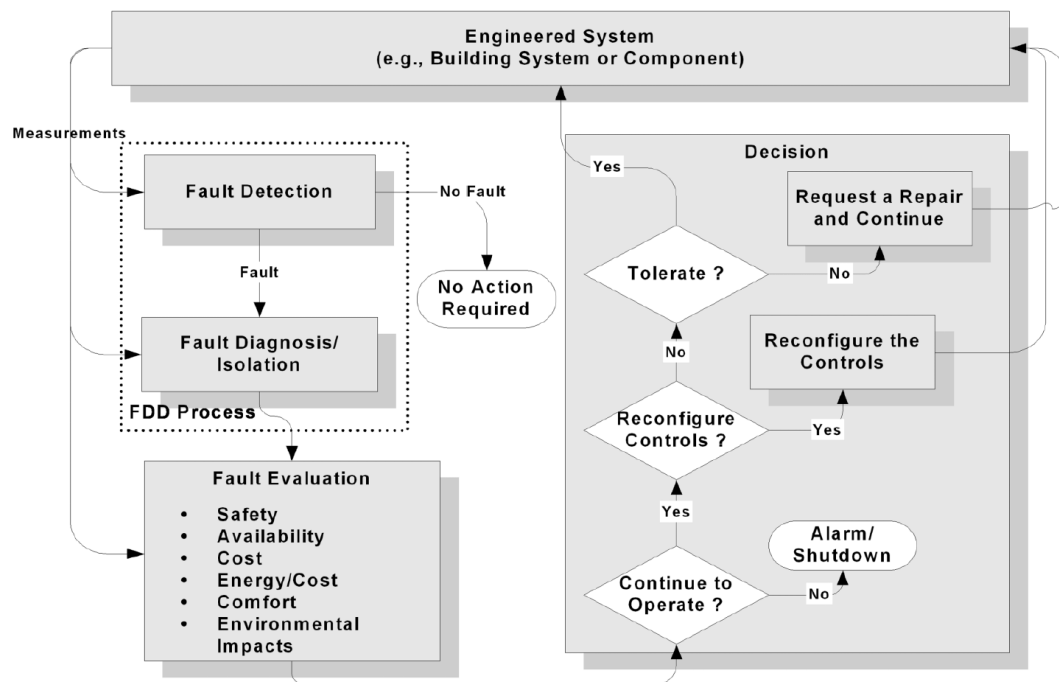 Engineered System
(e.g., Building System or Component)
Measurements
Fault Detection
No Fault
No Action
Required
Fault
Fault Diagnosis/
Isolation
FDD Process
Fault Evaluation
• Safety
• Availability
• Cost
• Energy/Cost
• Comfort
• Environmental
Impacts
Decision
Yes
Request a Repair
and Continue
Tolerate ?
No
No
Reconfigure the
Controls
Reconfigure
Controls ?
Yes
Yes
Alarm/
Shutdown
Continue to
Operate ?
No